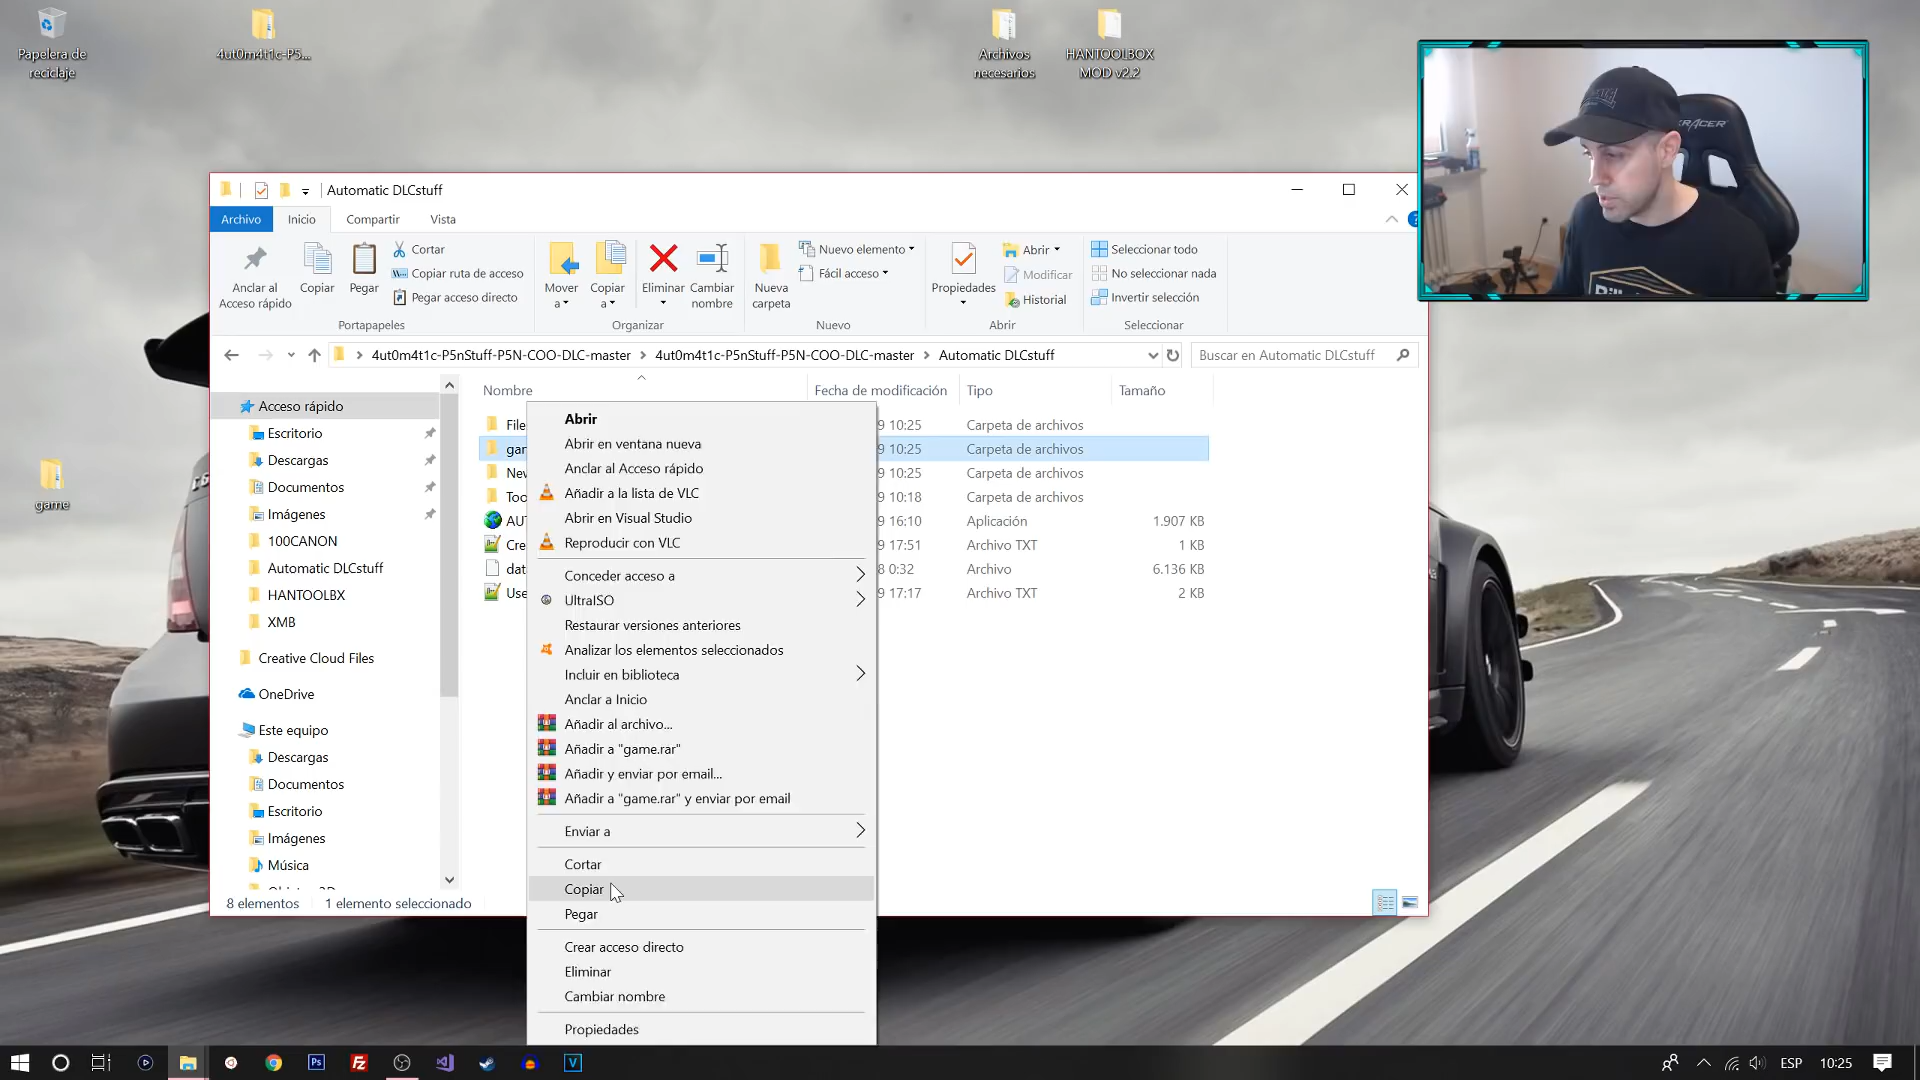 Papelera de
reciclaje
4ut0m4t1c-P5...
Archivos
necesarios
HANTOOLBOX
MOD v2.2
game
Automatic DLCstuff
Archivo
Inicio
Compartir
Vista
Anclar al
Acceso rápido
Copiar
Pegar
Cortar
Copiar ruta de acceso
Pegar acceso directo
Portapapeles
Mover
a
Copiar
a
Eliminar
Cambiar
nombre
Organizar
Nueva
carpeta
Nuevo elemento
Fácil acceso
Nuevo
Propiedades
Abrir
Modificar
Historial
Abrir
Seleccionar todo
No seleccionar nada
Invertir selección
Seleccionar
4ut0m4t1c-P5nStuff-P5N-COO-DLC-master
4ut0m4t1c-P5nStuff-P5N-COO-DLC-master
Automatic DLCstuff
Buscar en Automatic DLCstuff
Acceso rápido
Escritorio
Descargas
Documentos
Imágenes
100CANON
Automatic DLCstuff
HANTOOLBX
XMB
Creative Cloud Files
OneDrive
Este equipo
Descargas
Documentos
Escritorio
Imágenes
Música
Nombre
Fecha de modificación
Tipo
Tamaño
File
9 10:25
Carpeta de archivos
gam
9 10:25
Carpeta de archivos
New
9 10:25
Carpeta de archivos
Too
9 10:18
Carpeta de archivos
AUT
9 16:10
Aplicación
1.907 KB
Cre
9 17:51
Archivo TXT
1 KB
dat
8 0:32
Archivo
6.136 KB
Use
9 17:17
Archivo TXT
2 KB
Abrir
Abrir en ventana nueva
Anclar al Acceso rápido
Añadir a la lista de VLC
Abrir en Visual Studio
Reproducir con VLC
Conceder acceso a
UltraISO
Restaurar versiones anteriores
Analizar los elementos seleccionados
Incluir en biblioteca
Anclar a Inicio
Añadir al archivo...
Añadir a "game.rar"
Añadir y enviar por email...
Añadir a "game.rar" y enviar por email
Enviar a
Cortar
Copiar
Pegar
Crear acceso directo
Eliminar
Cambiar nombre
Propiedades
8 elementos
1 elemento seleccionado
Ps
Fz
V
ESP
10:25